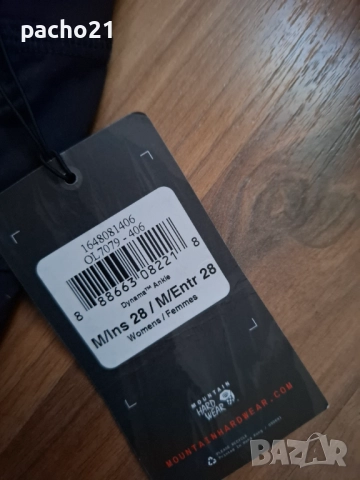 pacho21
1648081406
OL7079 - 406
8 88663 08221 8
Dynama™ Ankle
M/Ins 28 / M/Entr 28
Womens / Femmes
MOUNTAIN
HARD
WEAR
MOUNTAINHARDWEAR.COM
BAZAR